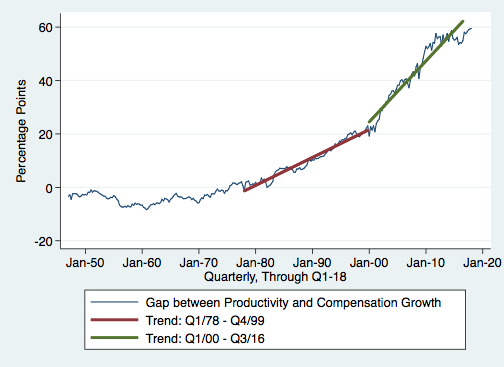 60
40
20
0
-20
Percentage Points
Jan-50 Jan-60 Jan-70 Jan-80 Jan-90 Jan-00 Jan-10 Jan-20
Quarterly, Through Q1-18
Gap between Productivity and Compensation Growth
Trend: Q1/78 - Q4/99
Trend: Q1/00 - Q3/16